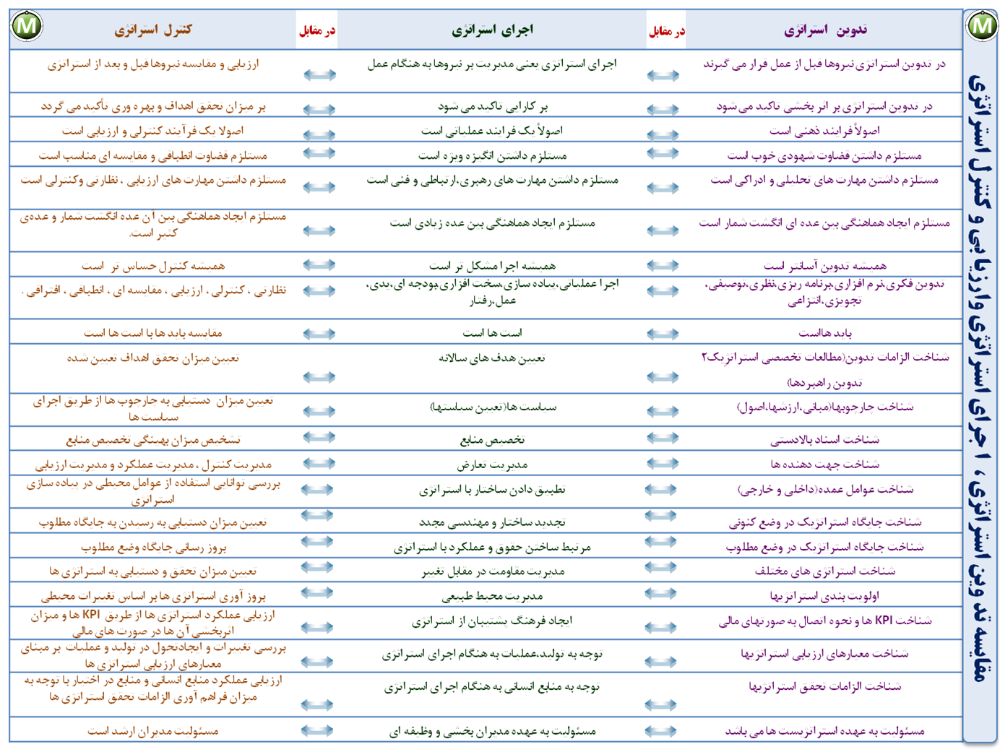 M
M
مقایسه تدوین استراتژی ، اجرای استراتژی وارزیابی و کنترل استراتژی
تدوین استراتژی
در مقابل
اجرای استراتژی
در مقابل
کنترل استراتژی
در تدوین استراتژی نیروها قبل از عمل قرار می گیرند
اجرای استراتژی یعنی مدیریت بر نیروها به هنگام عمل
ارزیابی و مقایسه نیروها قبل و بعد از استراتژی
در تدوین استراتژی بر اثر بخشی تاکید می شود
بر کارایی تاکید می شود
بر میزان تحقق اهداف و بهره وری تأکید می گردد
اصولاً فرایند ذهنی است
اصولاً یک فرایند عملیاتی است
اصولا یک فرآیند کنترلی و ارزیابی است
مستلزم داشتن قضاوت شهودی خوب است
مستلزم داشتن انگیزه ویژه است
مستلزم قضاوت انطباقی و مقایسه ای مناسب است
مستلزم داشتن مهارت های تحلیلی و ادراکی است
مستلزم داشتن مهارت های رهبری،ارتباطی و فنی است
مستلزم داشتن مهارت های ارزیابی ، نظارتی وکنترلی است
مستلزم ایجاد هماهنگی بین عده ای انگشت شمار است
مستلزم ایجاد هماهنگی بین عده زیادی است
مستلزم ایجاد هماهنگی بین آن عده انگشت شمار و عده‌ی
کثیر است.
همیشه تدوین آسانتر است
همیشه اجرا مشکل تر است
همیشه کنترل حساس تر است
تدوین فکری،نرم افزاری،برنامه ریزی،نظری،توصیفی،
تجویزی،انتزاعی
اجرا عملیاتی،پیاده سازی،سخت افزاری،بودجه ای،یدی،
عمل،رفتار
نظارتی ، کنترلی ، ارزیابی ، مقایسه ای ، انطباقی ، افتراقی .
باید هااست
است ها است
مقایسه باید ها با است ها است
شناخت الزامات تدوین(مطالعات تخصصی استراتژیک۲
تدوین راهبردها)
تعیین هدف های سالانه
تعیین میزان تحقق اهداف تعیین شده
شناخت چارچوبها(مبانی،ارزشها،اصول)
سیاست ها(تعیین سیاستها)
تعیین میزان دستیابی به چارچوب ها از طریق اجرای
سیاست ها
شناخت اسناد بالادستی
تخصیص منابع
تشخیص میزان بهینگی تخصیص منابع
شناخت جهت دهنده ها
مدیریت تعارض
مدیریت کنترل ، مدیریت عملکرد و مدیریت ارزیابی
شناخت عوامل عمده(داخلی و خارجی)
تطبیق دادن ساختار با استراتژی
بررسی توانایی استفاده از عوامل محیطی در پیاده سازی
استراتژی
شناخت جایگاه استراتژیک در وضع کنونی
تجدید ساختار و مهندسی مجدد
تعیین میزان دستیابی به رسیدن به جایگاه مطلوب
شناخت جایگاه استراتژیک در وضع مطلوب
مرتبط ساختن حقوق و عملکرد با استراتژی
بروز رسانی جایگاه وضع مطلوب
شناخت استراتژی های مختلف
مدیریت مقاومت در مقابل تغییر
تعیین میزان تحقق و دستیابی به استراتژی ها
اولویت بندی استراتژیها
مدیریت محیط طبیعی
بروز آوری استراتژی ها بر اساس تغییرات محیطی
شناخت KPI ها و نحوه اتصال به صورتهای مالی
ایجاد فرهنگ پشتیبان از استراتژی
ارزیابی عملکرد استراتژی ها از طریق KPI ها و میزان
اثربخشی آن ها در صورت های مالی
شناخت معیارهای ارزیابی استراتژیها
توجه به تولید،عملیات به هنگام اجرای استراتژی
بررسی تغییرات و ایجادتحول در تولید و عملیات بر مبنای
معیارهای ارزیابی استراتژی ها
شناخت الزامات تحقق استراتژیها
توجه به منابع انسانی به هنگام اجرای استراتژی
ارزیابی عملکرد منابع انسانی و منابع در اختیار با توجه به
میزان فراهم آوری الزامات تحقق استراتژی ها
مسئولیت به عهده استراتژیست ها می باشد
مسئولیت به عهده مدیران بخشی و وظیفه ای
مسئولیت مدیران ارشد است